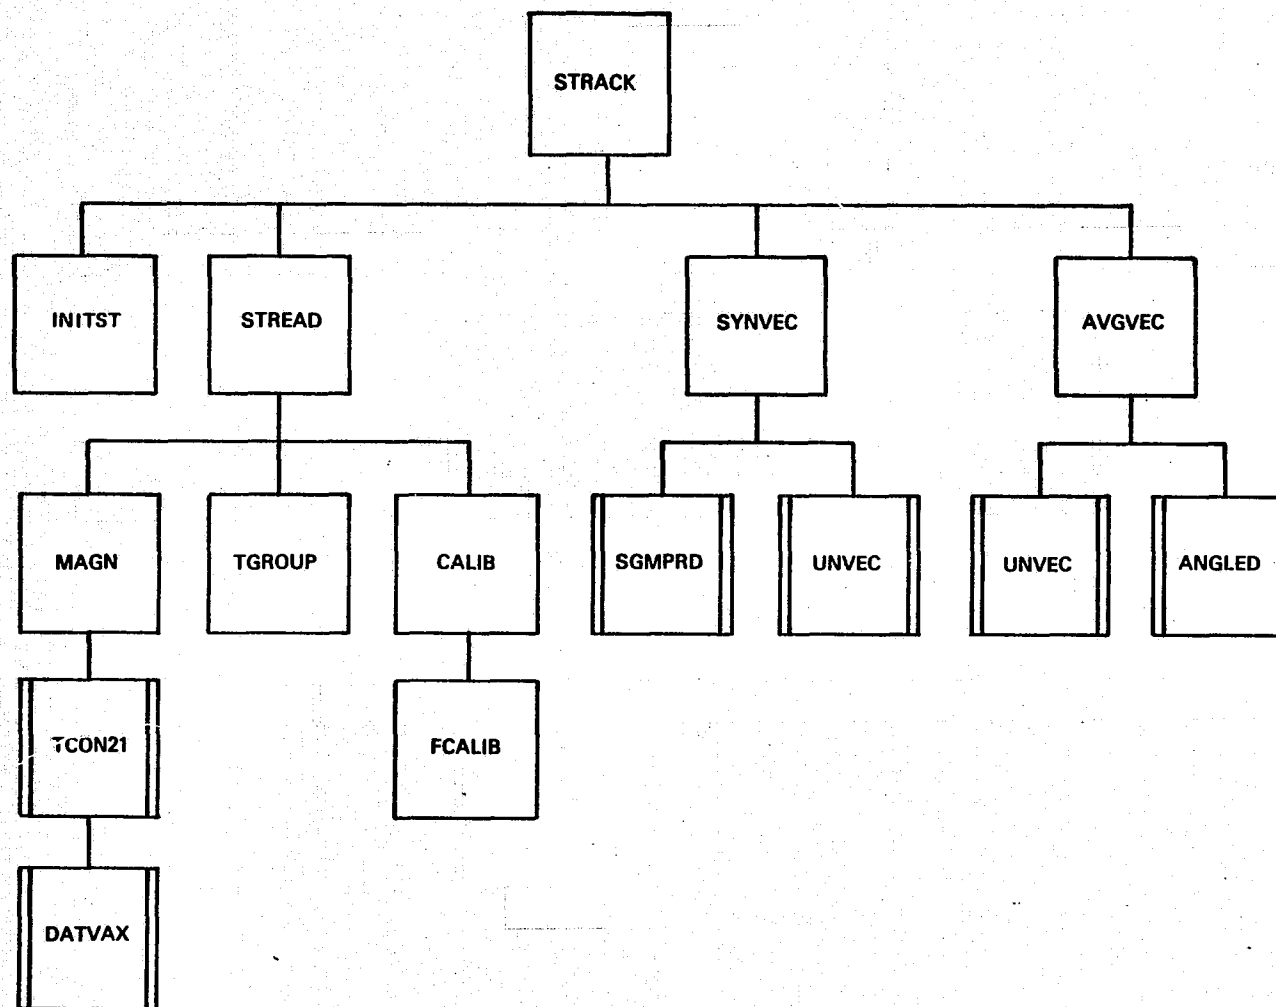 STRACK
INITST
STREAD
SYNVEC
AVGVEC
MAGN
TGROUP
CALIB
SGMPRD
UNVEC
UNVEC
ANGLED
TCON21
FCALIB
DATVAX